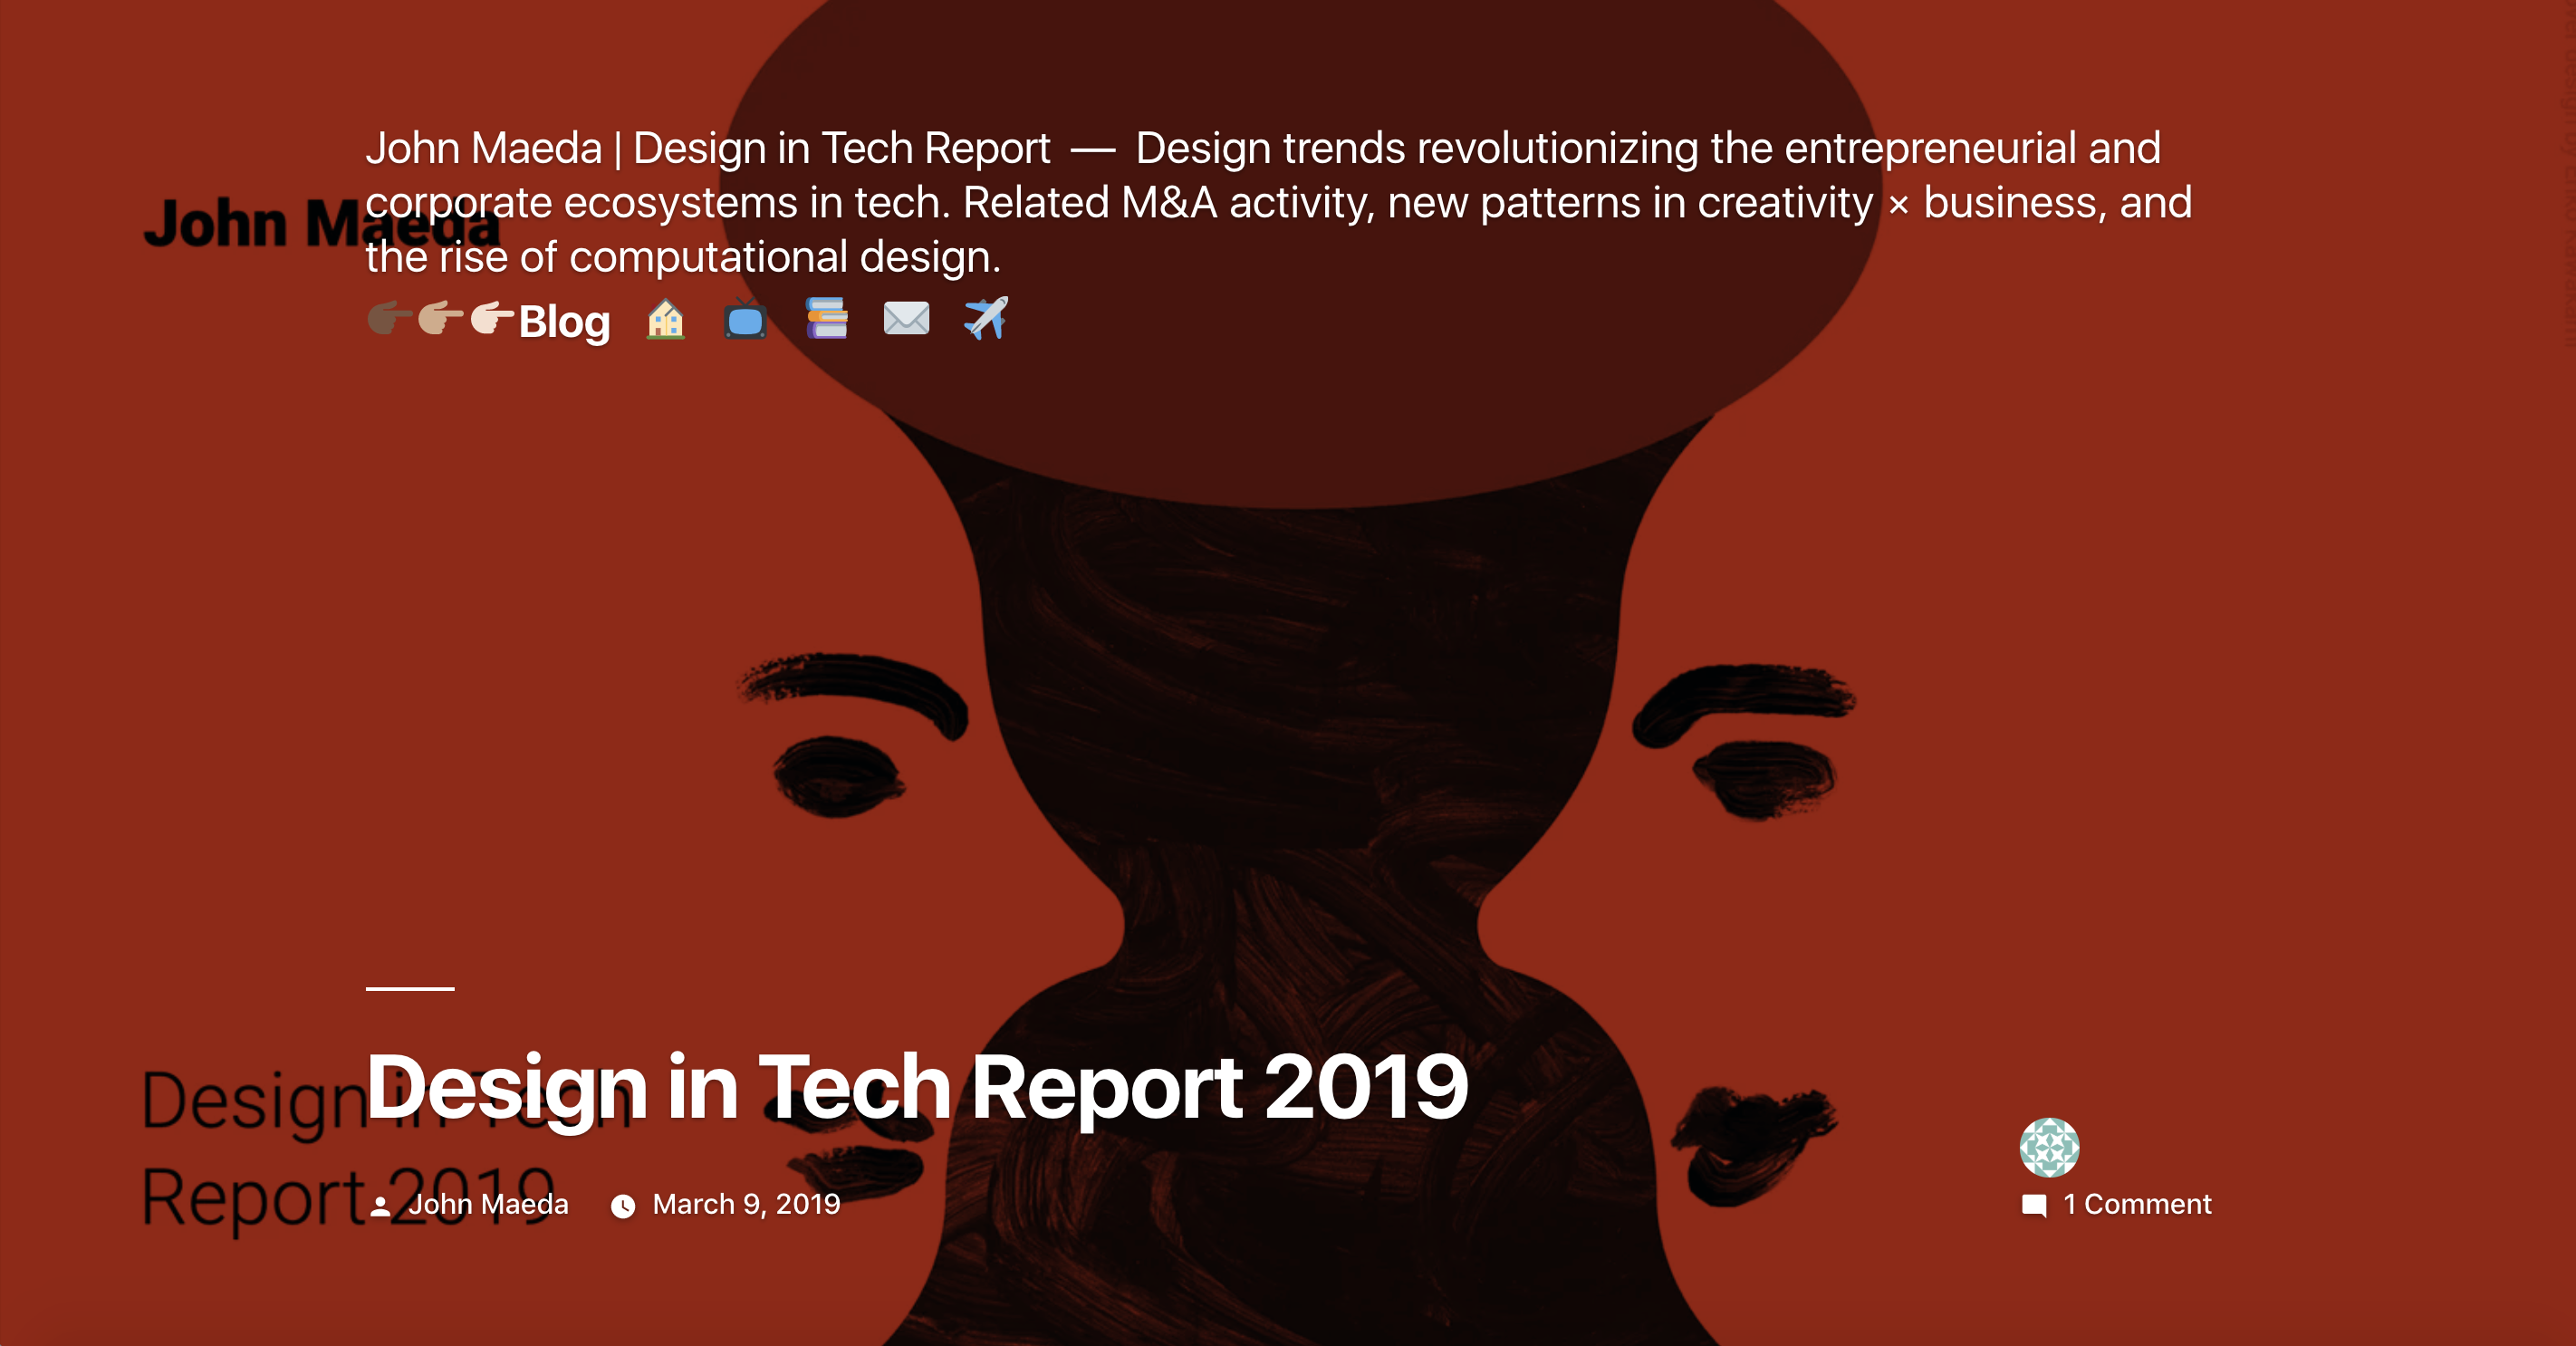 John Maeda | Design in Tech Report — Design trends revolutionizing the entrepreneurial and
corporate ecosystems in tech. Related M&A activity, new patterns in creativity × business, and
the rise of computational design.
John Maeda
👉🏿👉🏽👉🏻Blog 🏠 📺 📚 ✉️ ✈️
Design in Tech Report 2019
Design in Tech
Report 2019
John Maeda March 9, 2019
1 Comment